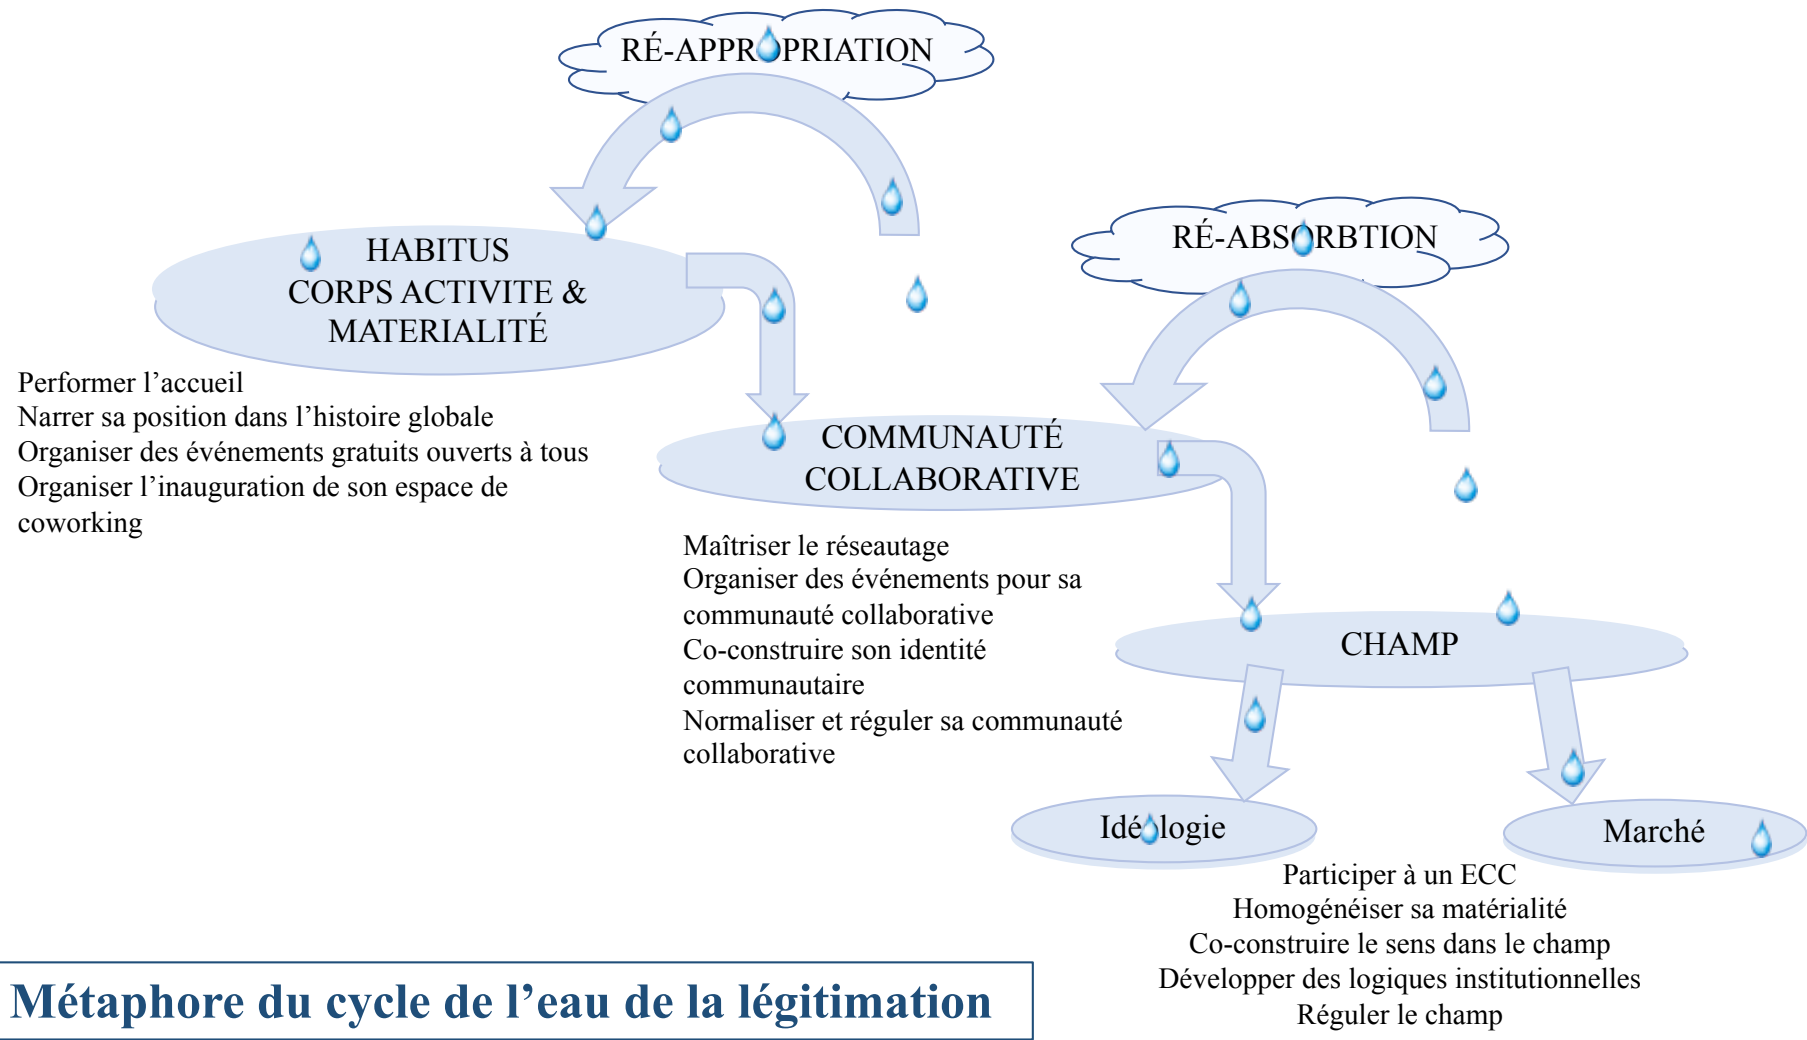 RÉ-APPROPRIATION
RÉ-ABSORBTION
HABITUS
CORPS ACTIVITE &
MATERIALITÉ
Performer l’accueil
Narrer sa position dans l’histoire globale
Organiser des événements gratuits ouverts à tous
Organiser l’inauguration de son espace de
coworking
COMMUNAUTÉ
COLLABORATIVE
Maîtriser le réseautage
Organiser des événements pour sa
communauté collaborative
Co-construire son identité
communautaire
Normaliser et réguler sa communauté
collaborative
CHAMP
Idéologie
Marché
Participer à un ECC
Homogénéiser sa matérialité
Co-construire le sens dans le champ
Développer des logiques institutionnelles
Réguler le champ
Métaphore du cycle de l’eau de la légitimation